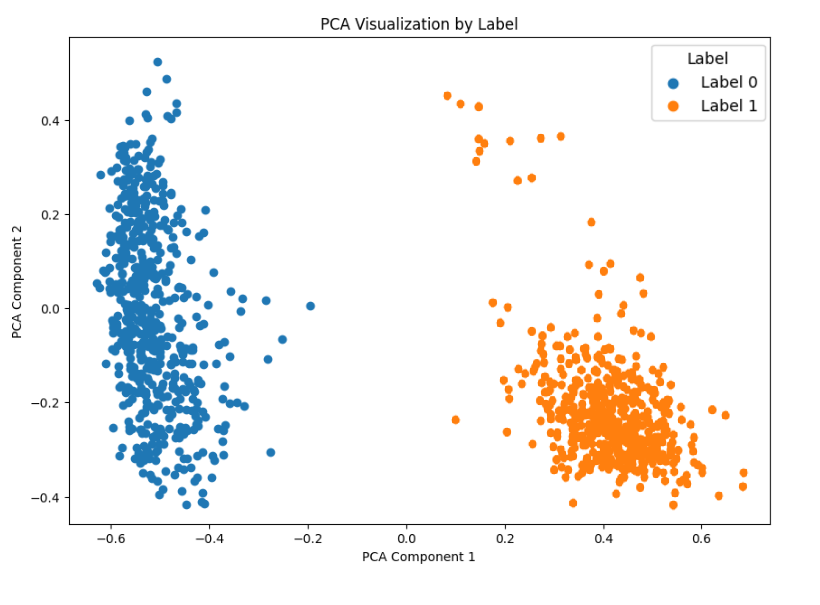 PCA Visualization by Label
Label
Label 0
Label 1
0.4
0.2
0.0
−0.2
−0.4
PCA Component 2
−0.6
−0.4
−0.2
0.0
0.2
0.4
0.6
PCA Component 1